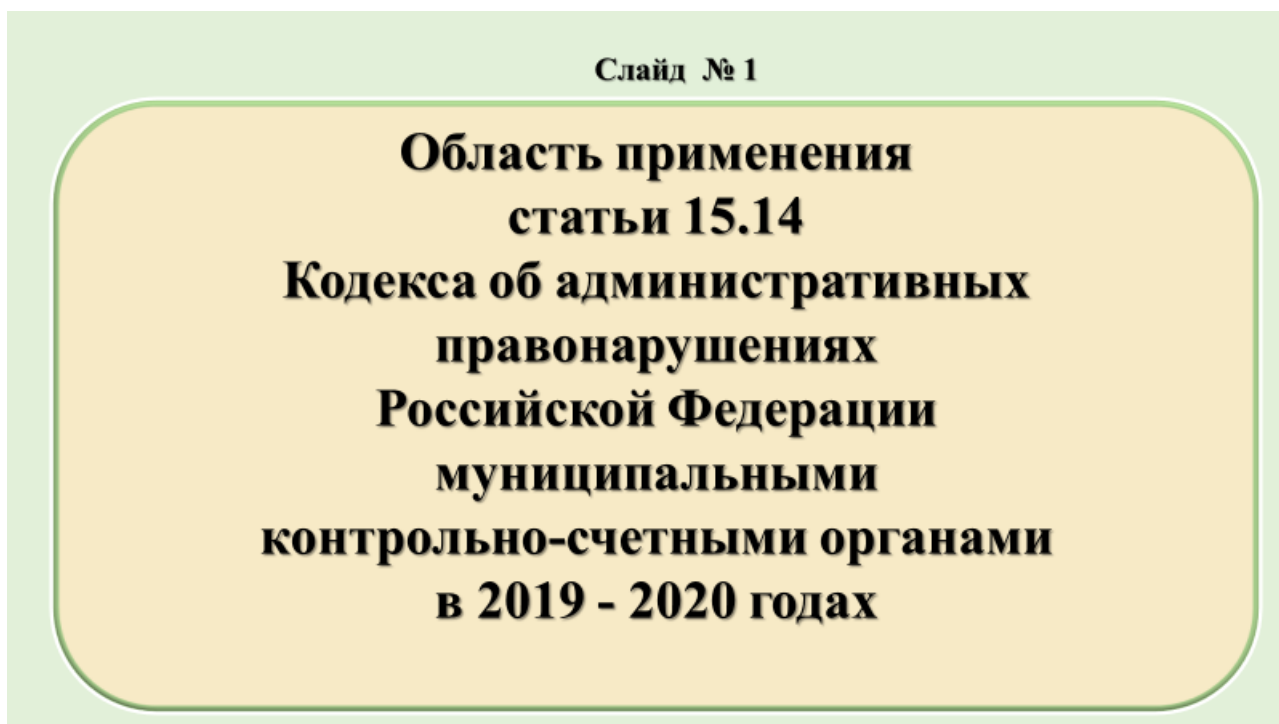 Слайд № 1
Область применения
статьи 15.14
Кодекса об административных
правонарушениях
Российской Федерации
муниципальными
контрольно-счетными органами
в 2019 - 2020 годах